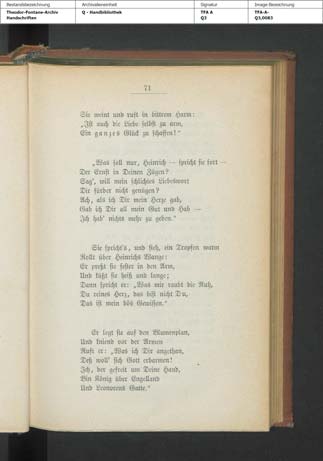 Bestandsbezeichnung Archivalieneinheit Signatur Image Bezeichnung
Theodor-Fontane-Archiv Q - Handbibliothek TFA A TFA-A-
Handschriften Q3 Q3,0083
71
Sie weint und ruft in bitterm Harm:
„Ist auch die Liebe selbst zu arm,
Ein ganzes Glück zu schaffen!“
„Was soll nur, Heinrich — spricht sie fort —
Der Ernst in Deinen Zügen?
Sag', will mein schlichtes Liebeswort
Dir fürder nicht genügen?
Ach, als ich Dir mein Herze gab,
Gab ich Dir all mein Gut und Hab —
Ich hab' nichts mehr zu geben.“
Sie spricht's, und sieh, ein Tropfen warm
Rollt über Heinrichs Wange:
Er preßt sie fester in den Arm,
Und küßt sie heiß und lange;
Dann spricht er: „Was mir raubt die Ruh,
Du reines Herz, das bist nicht Du,
Das ist mein bös Gewissen.“
Er legt sie auf den Blumenplan,
Und kniend vor der Armen
Ruft er: „Was ich Dir angethan,
Deß woll' sich Gott erbarmen!
Ich, der gefreit um Deine Hand,
Bin König über Engelland
Und Leonorens Gatte.“